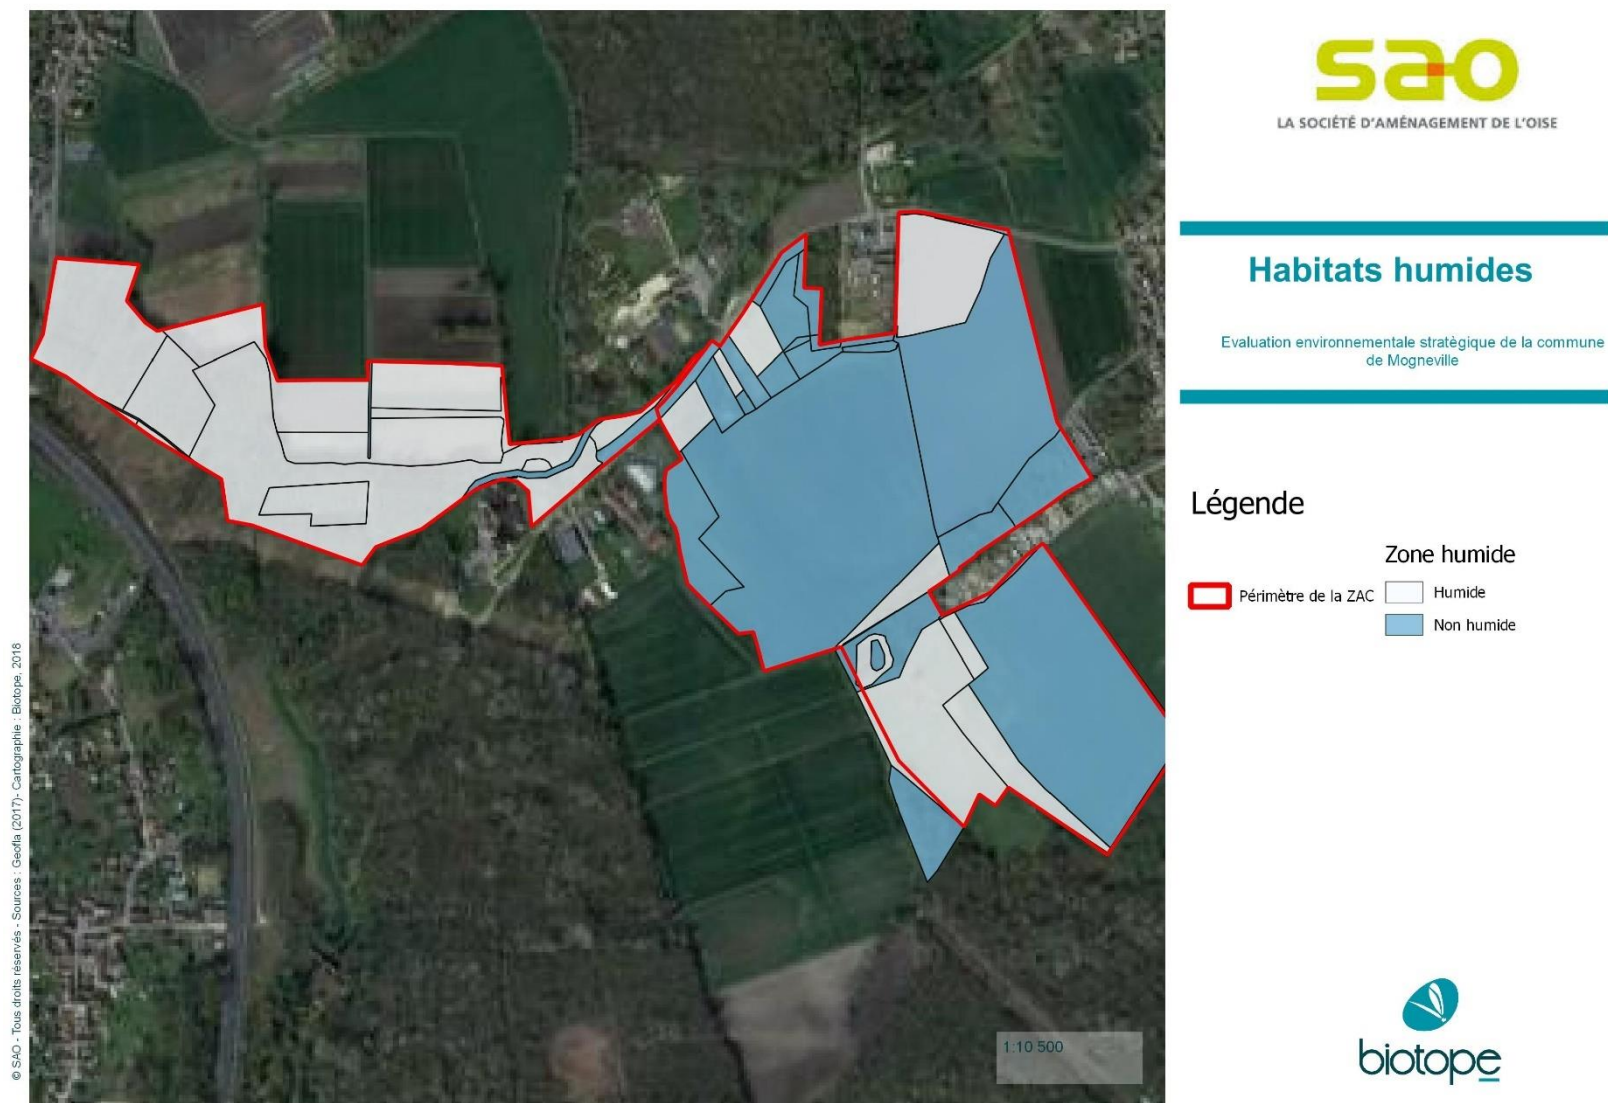 sao
LA SOCIÉTÉ D'AMÉNAGEMENT DE L'OISE
Habitats humides
Evaluation environnementale stratègique de la commune
de Mogneville
Légende
Zone humide
Périmètre de la ZAC
Humide
Non humide
1:10 500
biotope
© SAO - Tous droits réservés - Sources : Geofla (2017)- Cartographie : Biotope, 2018